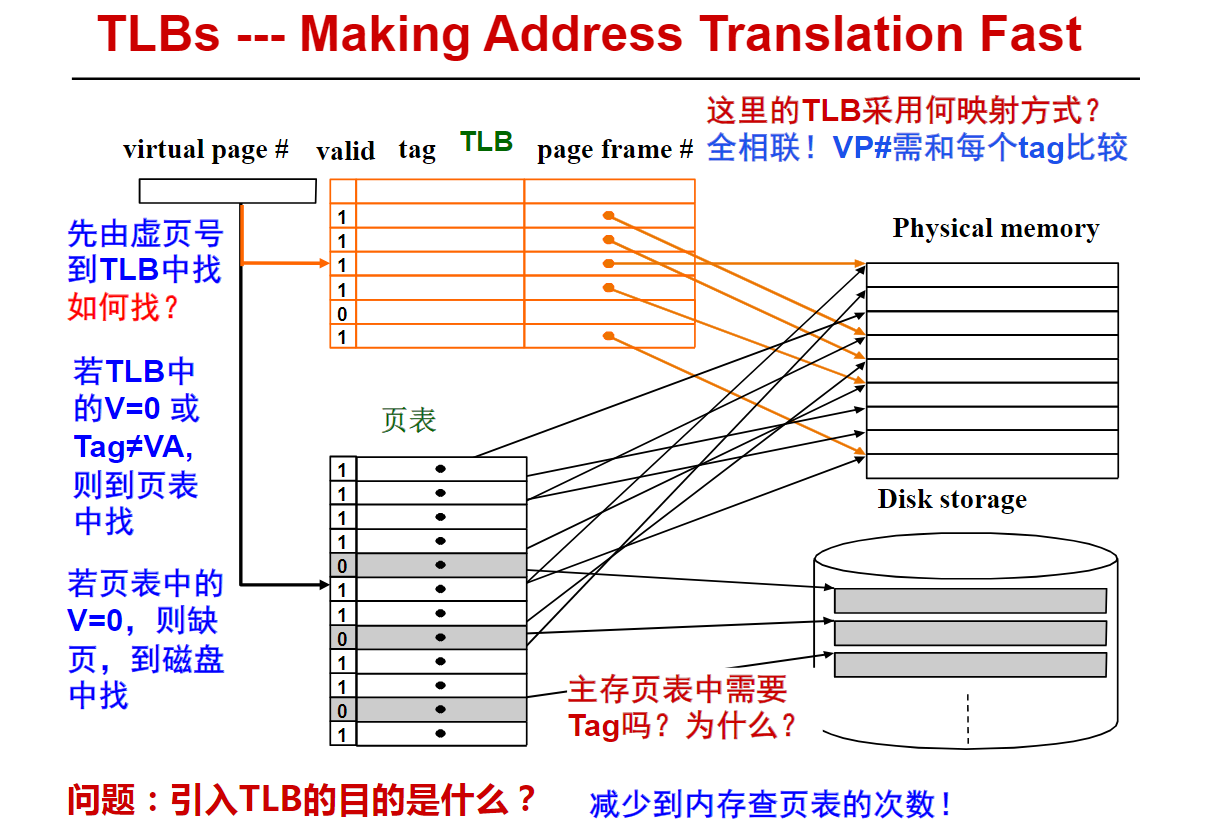 TLBs --- Making Address Translation Fast
这里的TLB采用何映射方式？
全相联！VP#需和每个tag比较
virtual page #
valid
tag
TLB
page frame #
先由虚页号
到TLB中找
如何找？
1
1
1
1
0
1
Physical memory
若TLB中
的V=0 或
Tag≠VA,
则到页表
中找
页表
1
1
1
1
0
1
1
0
1
1
0
1
Disk storage
若页表中的
V=0，则缺
页，到磁盘
中找
主存页表中需要
Tag吗？为什么？
问题：引入TLB的目的是什么？
减少到内存查页表的次数！